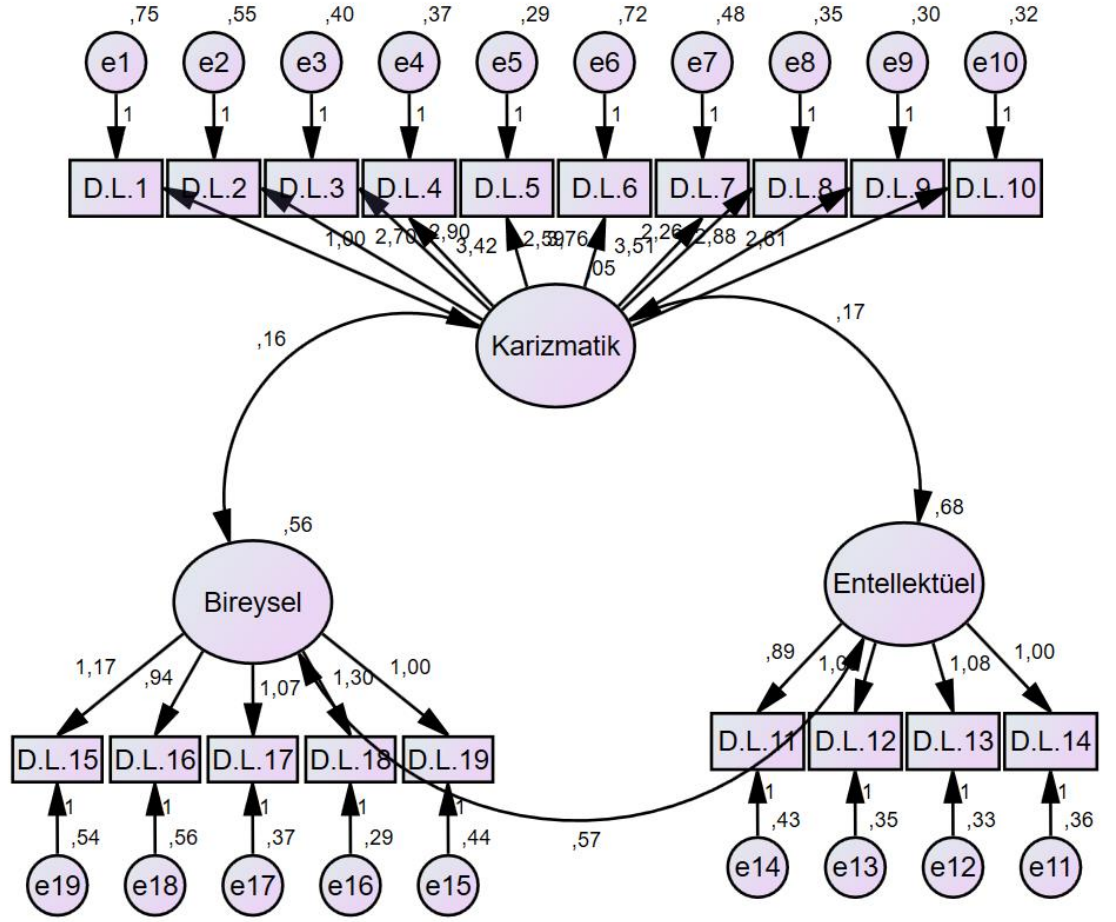 ,75 ,55 ,40 ,37 ,29 ,72 ,48 ,35 ,30 ,32
e1 e2 e3 e4 e5 e6 e7 e8 e9 e10
1 1 1 1 1 1 1 1 1 1
D.L.1 D.L.2 D.L.3 D.L.4 D.L.5 D.L.6 D.L.7 D.L.8 D.L.9 D.L.10
1,00 2,70 2,90 3,42 2,59 3,76 3,51 2,26 2,88 2,61
,05
Karizmatik
,16 ,17
,56 ,68
Bireysel Entellektüel
1,17 ,94 1,07 1,30 1,00 ,89 1,08 1,00
D.L.15 D.L.16 D.L.17 D.L.18 D.L.19 D.L.11 D.L.12 D.L.13 D.L.14
1 1 1 1 1 1 1 1 1
,54 ,56 ,37 ,29 ,44 ,57 ,43 ,35 ,33 ,36
e19 e18 e17 e16 e15 e14 e13 e12 e11